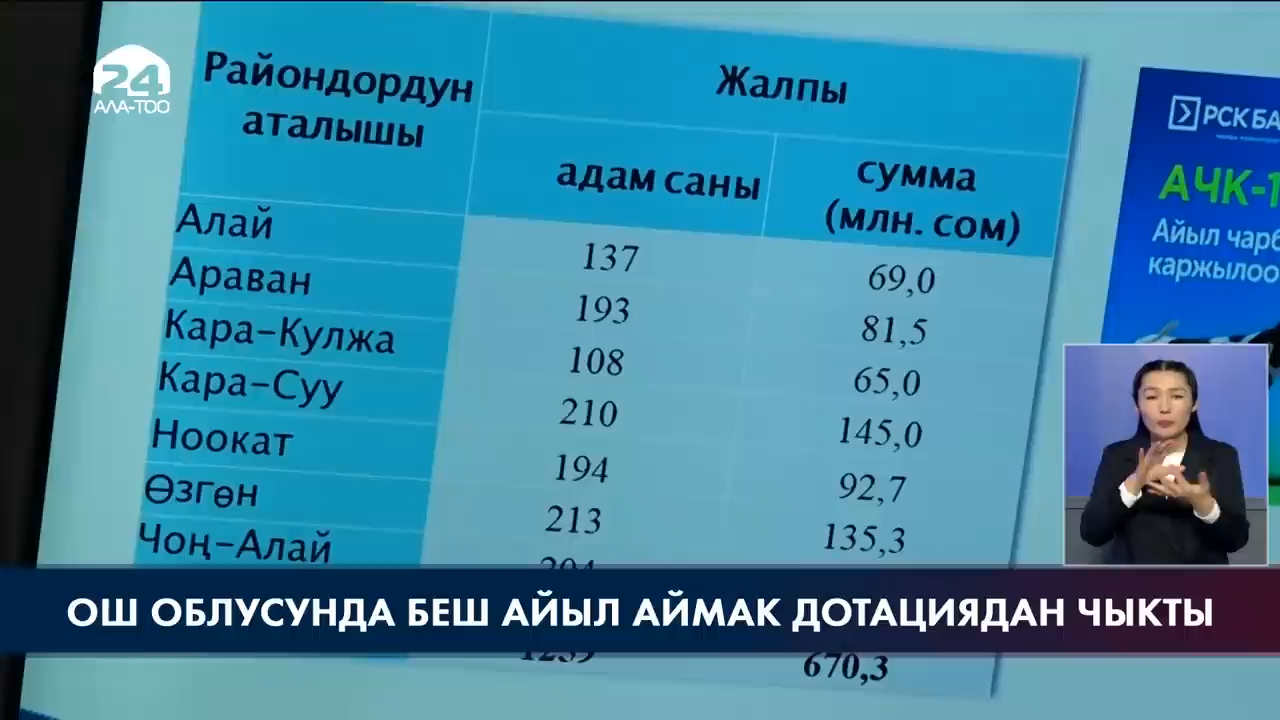 24
АЛА-ТОО
Райондордун
аталышы
Жалпы
адам саны
сумма
(млн. сом)
Алай 137 69,0
Араван 193 81,5
Кара-Кулжа 108 65,0
Кара-Суу 210 145,0
Ноокат 194 92,7
Өзгөн 213 135,3
Чоң-Алай
670,3
РСК
АЧК-1
Айыл
каржылоо
ОШ ОБЛУСУНДА БЕШ АЙЫЛ АЙМАК ДОТАЦИЯДАН ЧЫКТЫ